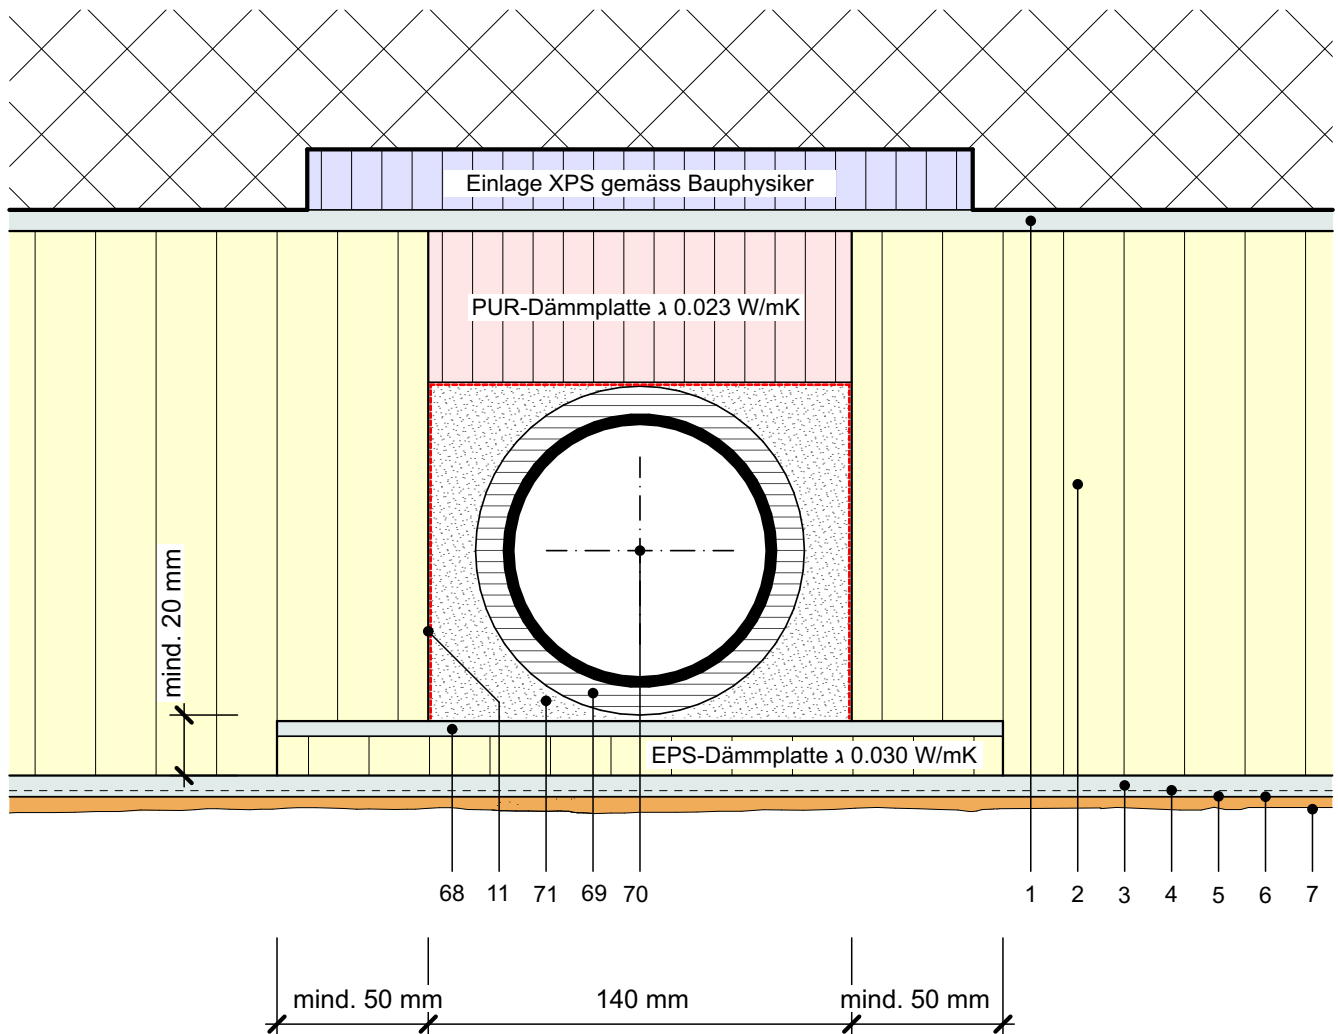 Einlage XPS gemäss Bauphysiker
PUR-Dämmplatte λ 0.023 W/mK
mind. 20 mm
EPS-Dämmplatte λ 0.030 W/mK
68 11 71 69 70 1 2 3 4 5 6 7
mind. 50 mm 140 mm mind. 50 mm